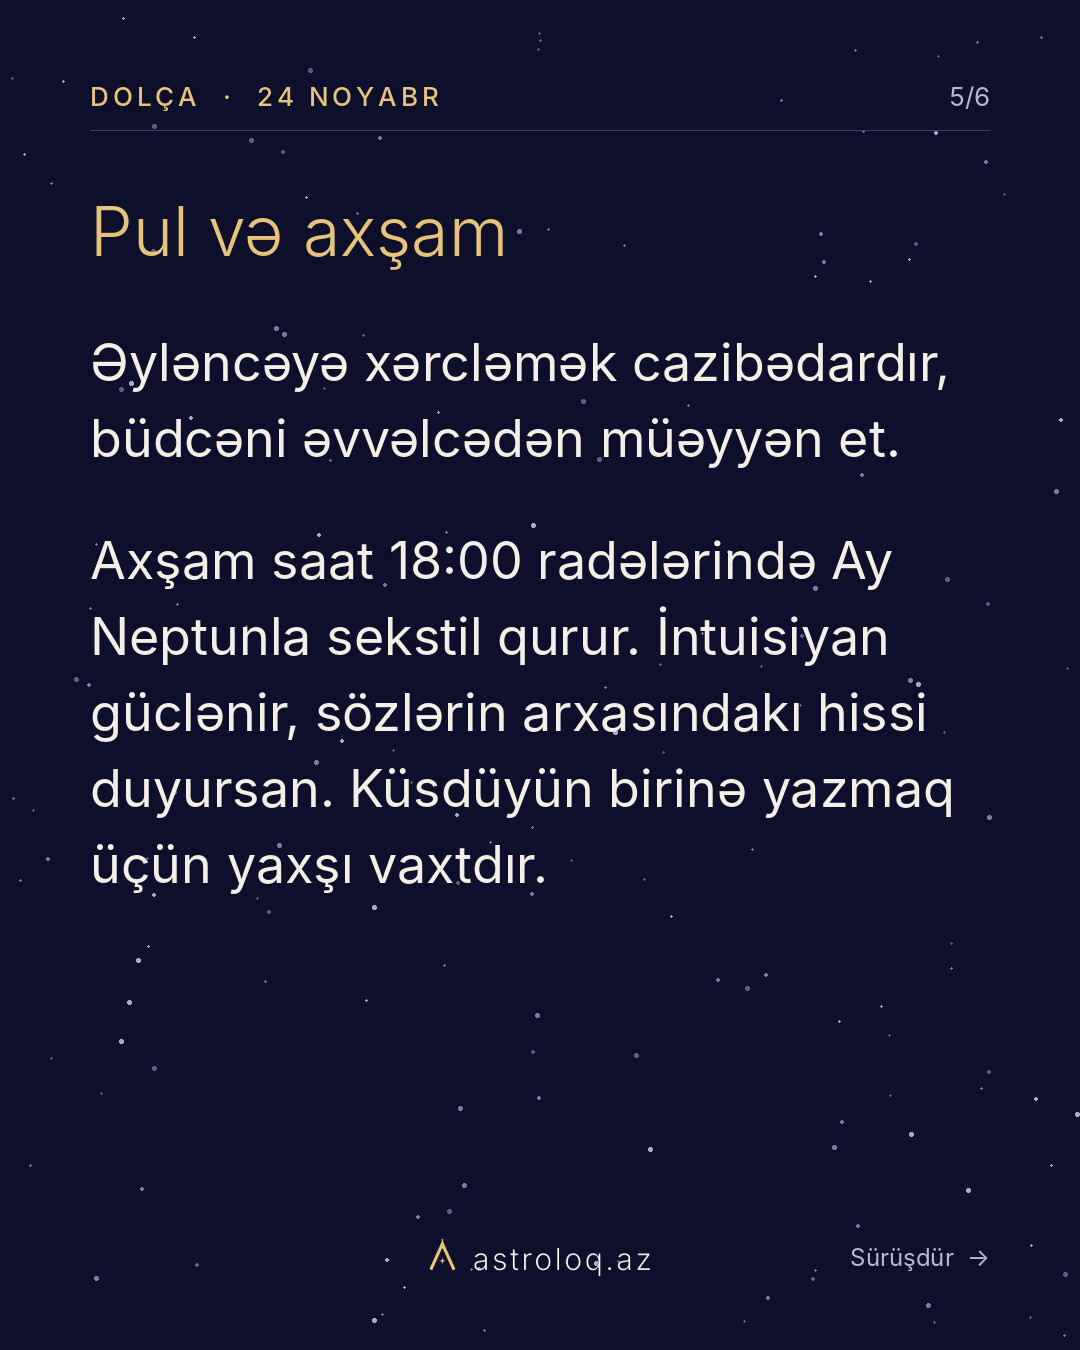 DOLÇA · 24 NOYABR
5/6
Pul və axşam
Əyləncəyə xərcləmək cazibədardır,
büdcəni əvvəlcədən müəyyən et.
Axşam saat 18:00 radələrində Ay
Neptunla sekstil qurur. İntuisiyan
güclənir, sözlərin arxasındakı hissi
duyursan. Küsdüyün birinə yazmaq
üçün yaxşı vaxtdır.
astroloq.az
Sürüşdür →